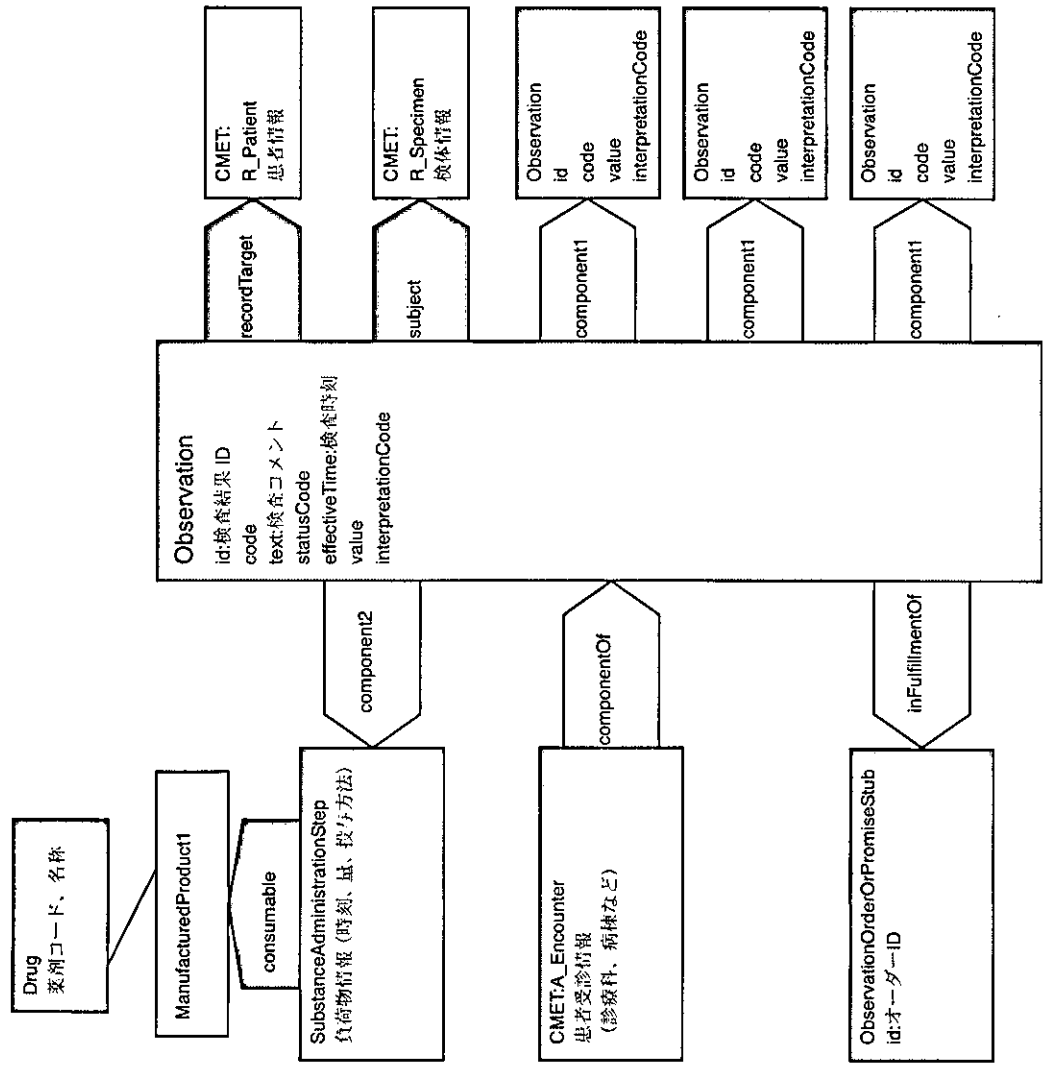 Drug
薬剤コード、名称
ManufacturedProduct1
consumable
SubstanceAdministrationStep
負荷物情報（時刻、量、投与方法）
component2
CMET:A_Encounter
患者受診情報
（診療科、病棟など）
componentOf
ObservationOrderOrPromiseStub
id:オーダーID
inFulfillmentOf
Observation
id:検査結果 ID
code
text:検査コメント
statusCode
effectiveTime:検査時刻
value
interpretationCode
recordTarget
CMET:
R_Patient
患者情報
subject
CMET:
R_Specimen
検体情報
component1
Observation
id
code
value
interpretationCode
component1
Observation
id
code
value
interpretationCode
component1
Observation
id
code
value
interpretationCode